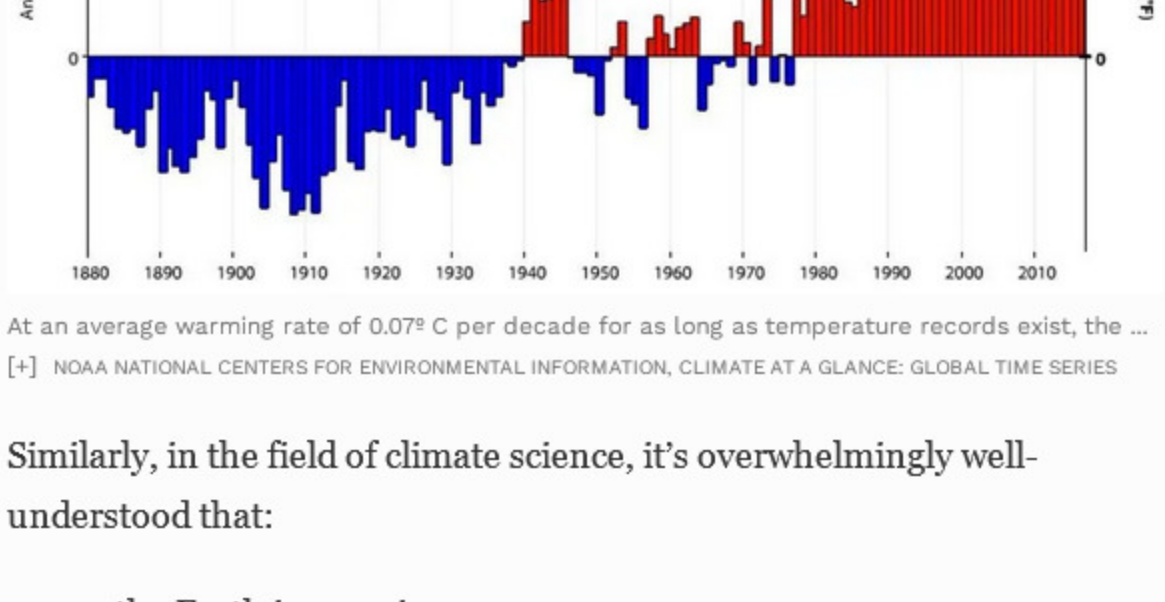 An
°F)
0
0
1880 1890 1900 1910 1920 1930 1940 1950 1960 1970 1980 1990 2000 2010
At an average warming rate of 0.07º C per decade for as long as temperature records exist, the ...
[+] NOAA NATIONAL CENTERS FOR ENVIRONMENTAL INFORMATION, CLIMATE AT A GLANCE: GLOBAL TIME SERIES
Similarly, in the field of climate science, it’s overwhelmingly well-
understood that: